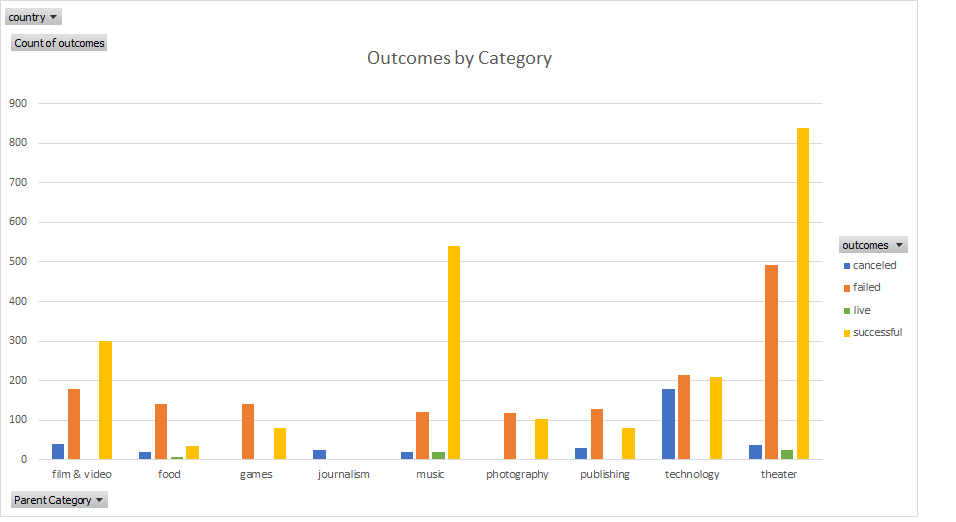 country
Count of outcomes
Outcomes by Category
900
800
700
600
500
400
300
200
100
0
film & video food games journalism music photography publishing technology theater
outcomes
canceled
failed
live
successful
Parent Category